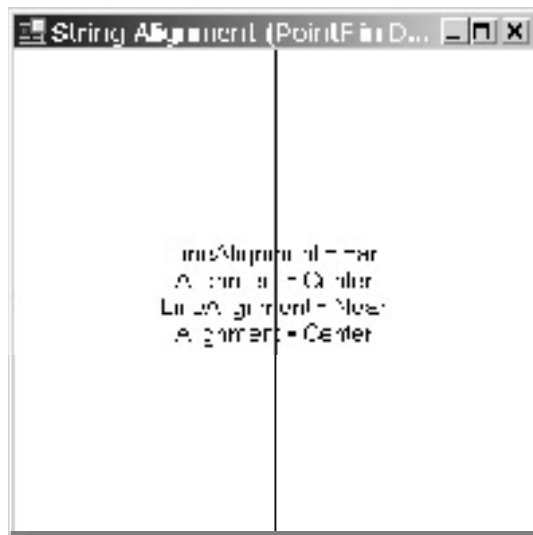 String Alignment (PointF in D...
LineAlignment = Far
Alignment = Center
LineAlignment = Near
Alignment = Center